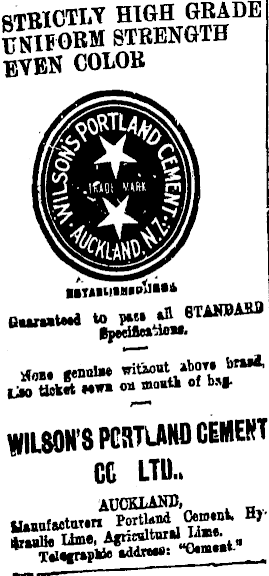 STRICTLY HIGH GRADE
UNIFORM STRENGTH
EVEN COLOR
WILSON'S PORTLAND CEMENT
TRADE MARK
AUCKLAND, N.Z.
ESTABLISHED
Guaranteed to pass all STANDARD
Specifications.
None genuine without above brand,
Also ticket sewn on mouth of bag.
WILSON'S PORTLAND CEMENT
CO LTD.,
AUCKLAND,
Manufacturers Portland Cement, Hy-
draulic Lime, Agricultural Lime.
Telegraphic address: "Cement."